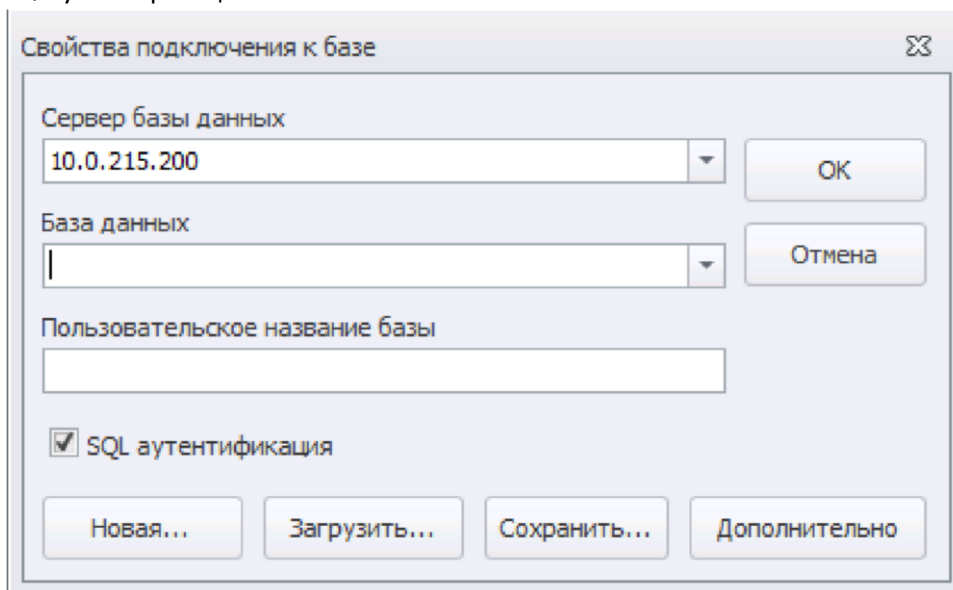 Свойства подключения к базе
Сервер базы данных
10.0.215.200
OK
База данных
Отмена
Пользовательское название базы
SQL аутентификация
Новая... Загрузить... Сохранить... Дополнительно